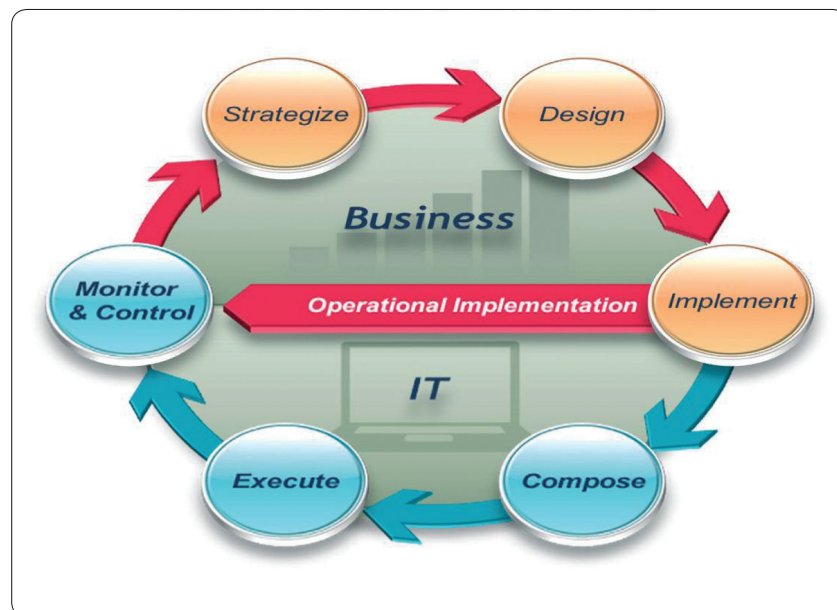 Strategize
Design
Business
Monitor
& Control
Operational Implementation
Implement
IT
Execute
Compose